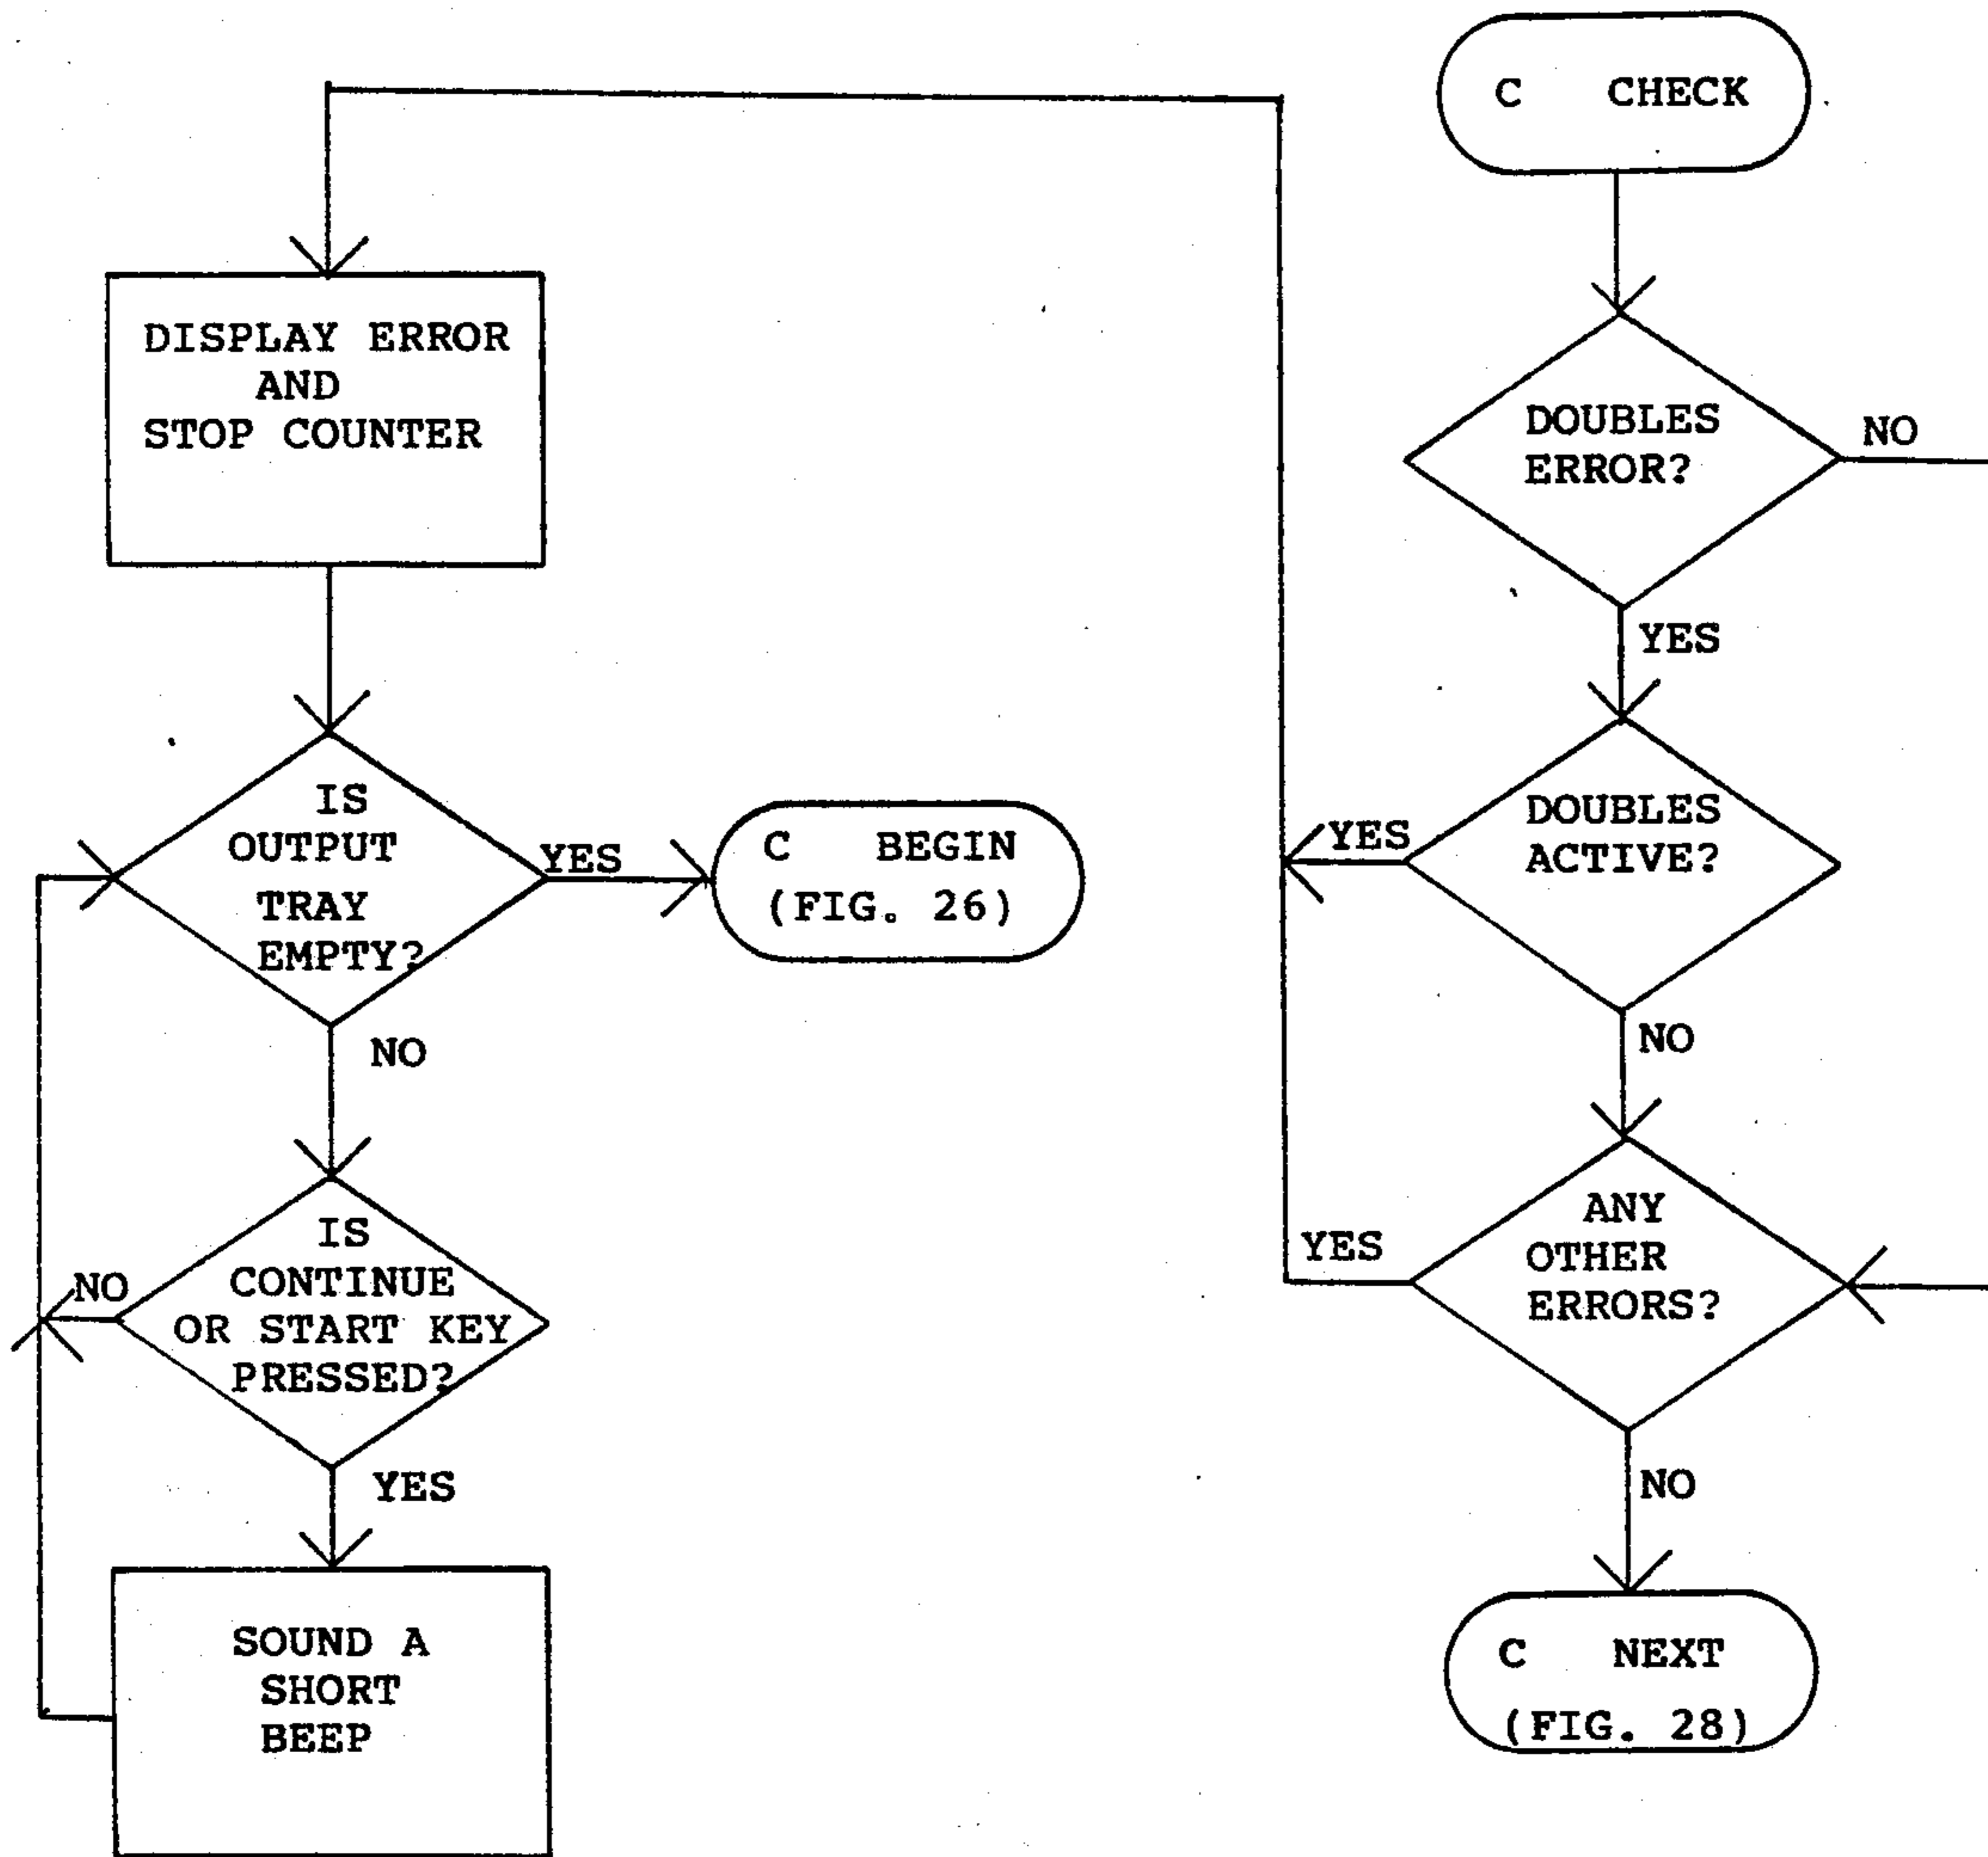 C CHECK
DOUBLES
ERROR?
NO
YES
DOUBLES
ACTIVE?
YES
NO
ANY
OTHER
ERRORS?
YES
NO
C NEXT
(FIG. 28)
DISPLAY ERROR
AND
STOP COUNTER
IS
OUTPUT
TRAY
EMPTY?
YES
C BEGIN
(FIG. 26)
NO
IS
CONTINUE
OR START KEY
PRESSED?
NO
YES
SOUND A
SHORT
BEEP